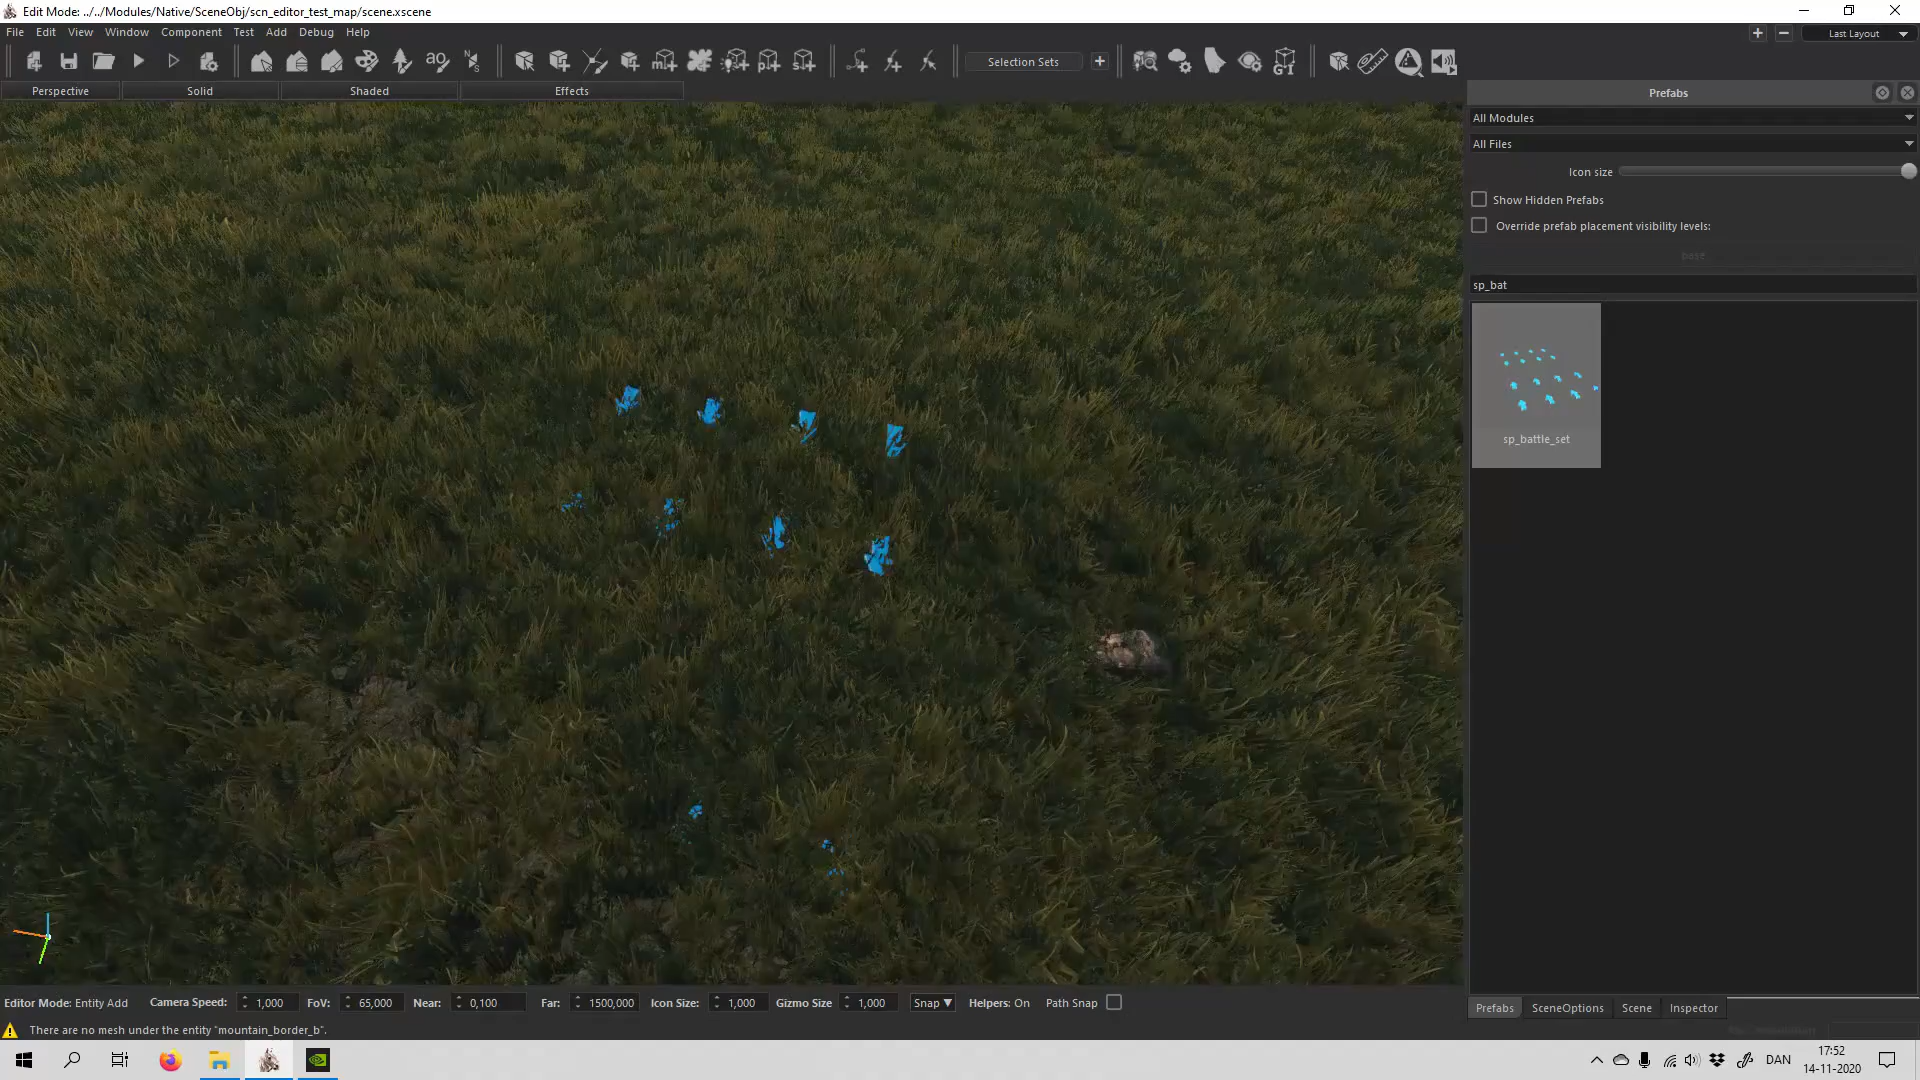 Edit Mode: ../../Modules/Native/SceneObj/scn_editor_test_map/scene.xscene
File Edit View Window Component Test Add Debug Help
Last Layout
Selection Sets
Perspective Solid Shaded Effects
Prefabs
All Modules
All Files
Icon size
Show Hidden Prefabs
Override prefab placement visibility levels:
base
sp_bat
sp_battle_set
Editor Mode: Entity Add Camera Speed: 1,000 FoV: 65,000 Near: 0,100 Far: 1500,000 Icon Size: 1,000 Gizmo Size 1,000 Snap Helpers: On Path Snap
Prefabs SceneOptions Scene Inspector
There are no mesh under the entity "mountain_border_b".
DAN
17:52
14-11-2020